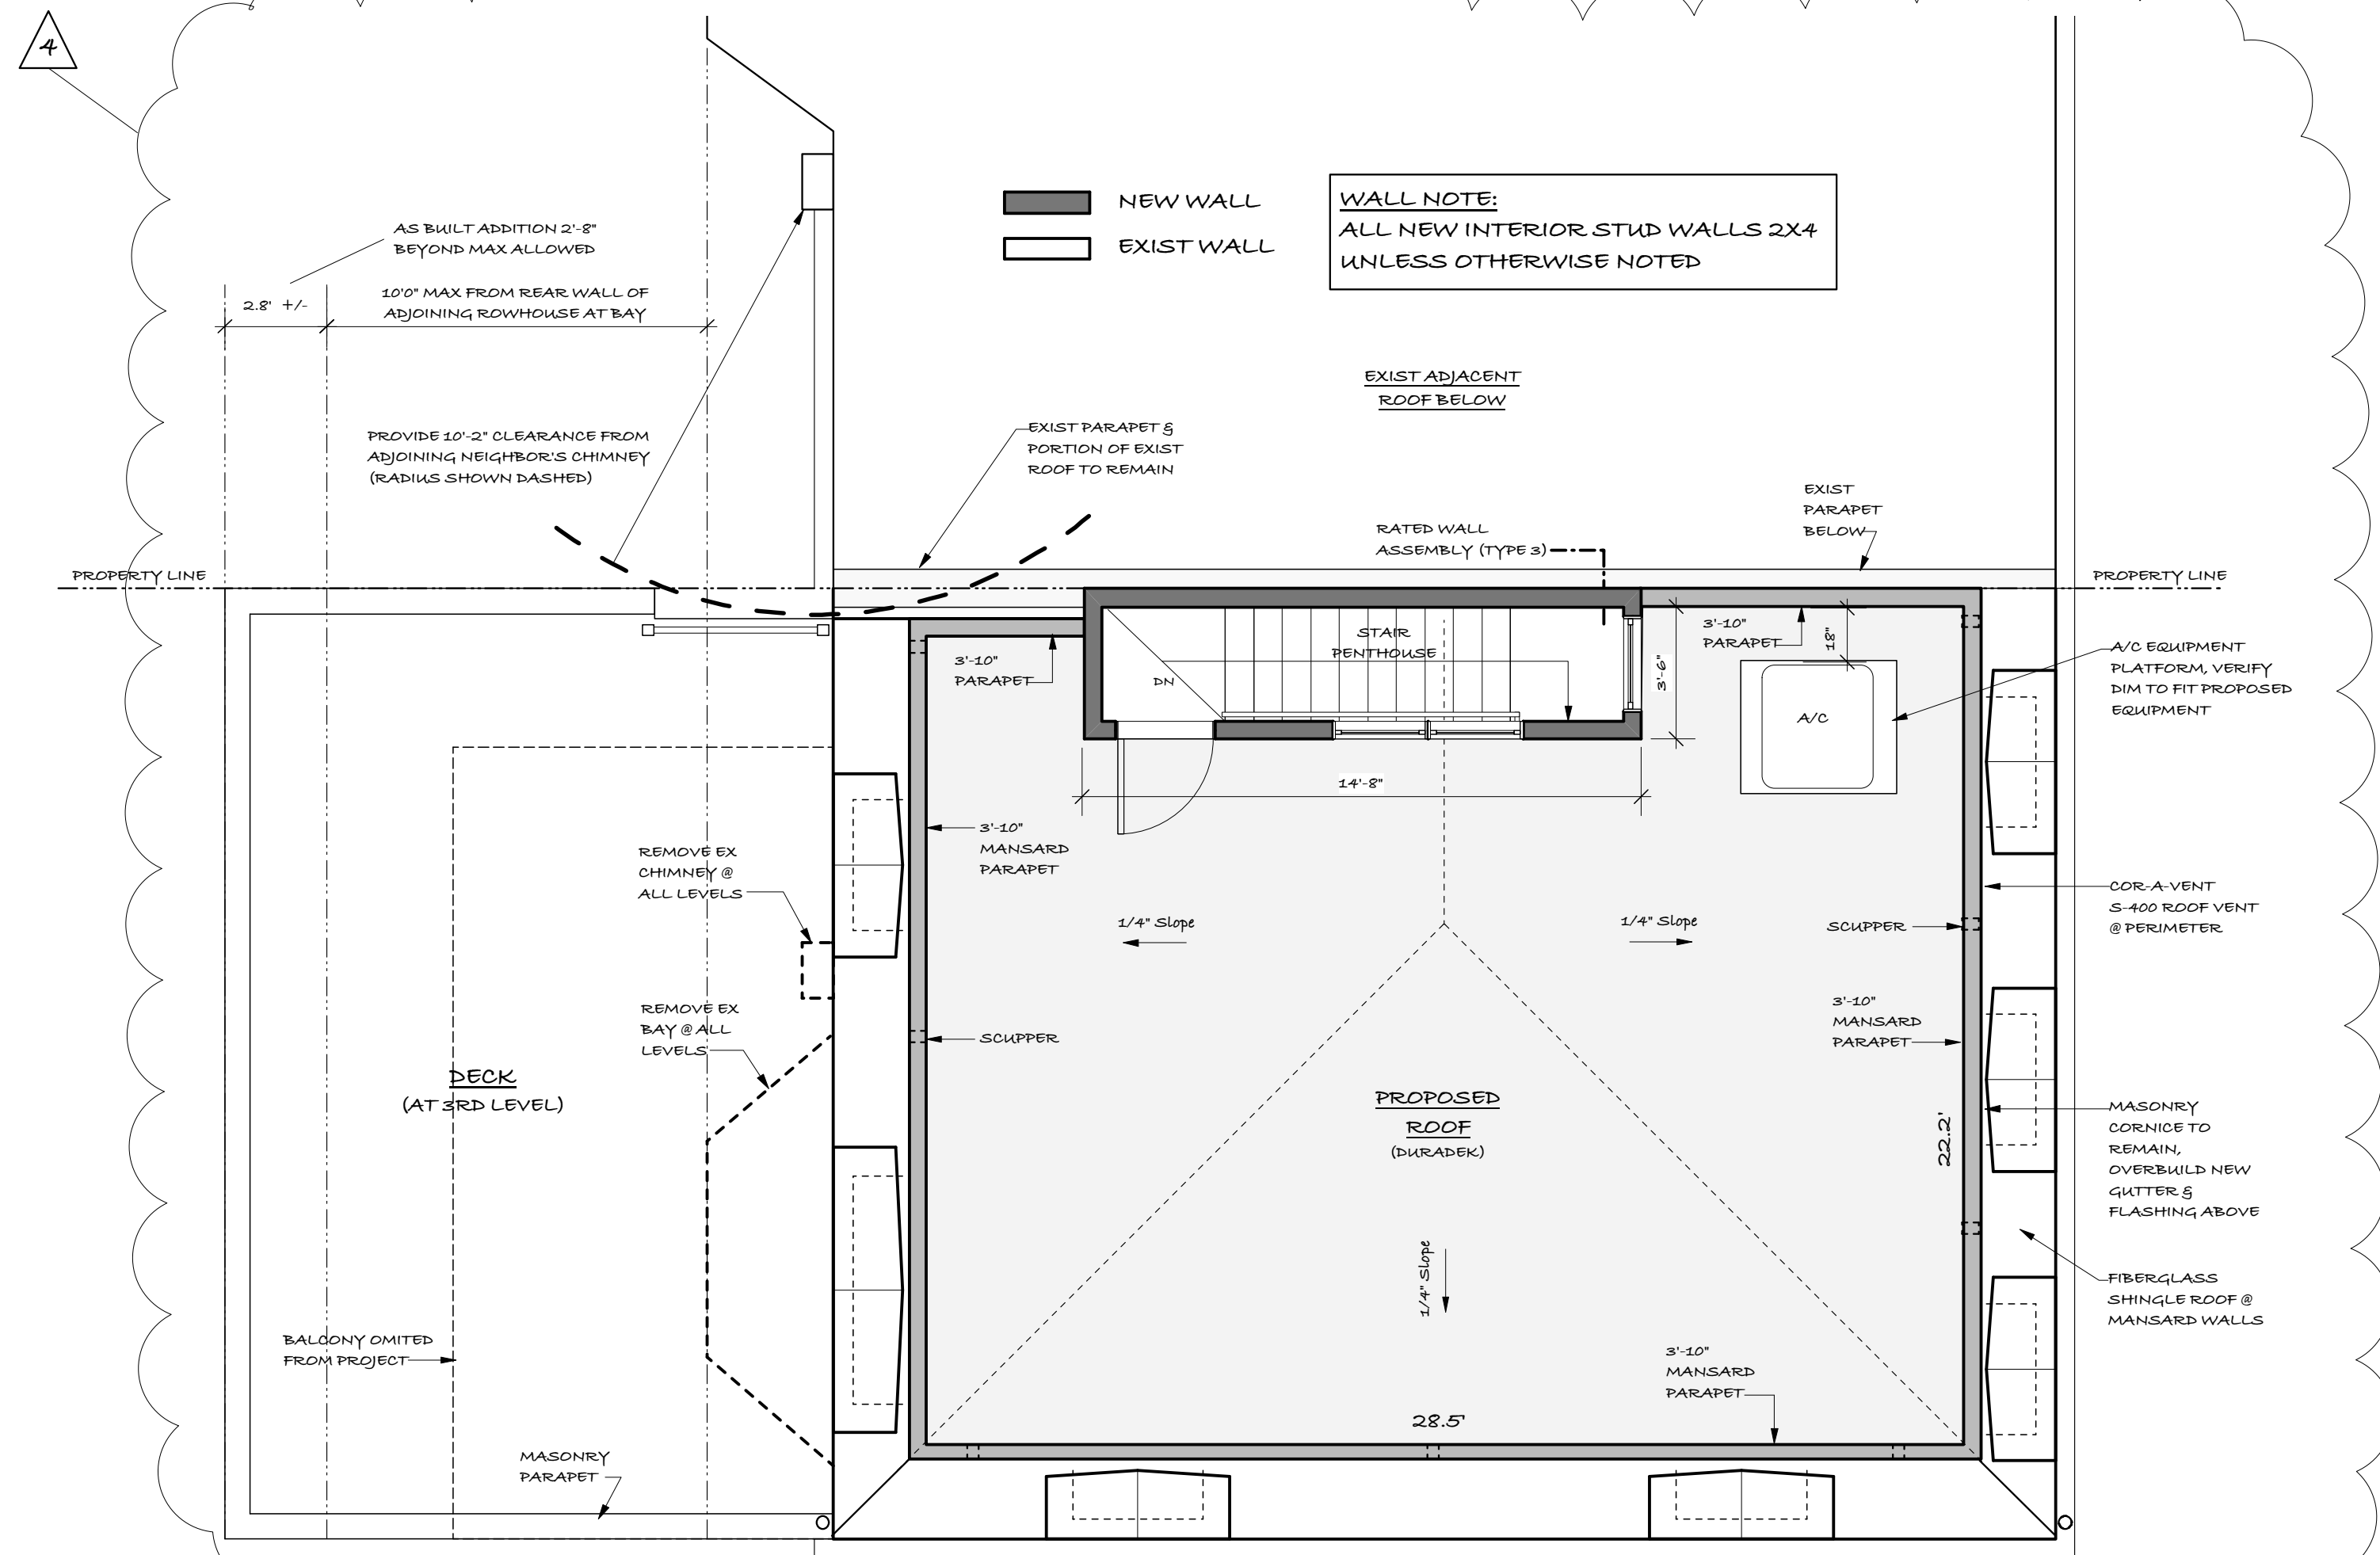 4
NEW WALL
EXIST WALL
WALL NOTE:
ALL NEW INTERIOR STUD WALLS 2X4
UNLESS OTHERWISE NOTED
AS BUILT ADDITION 2'-8"
BEYOND MAX ALLOWED
2.8' +/-
10'0" MAX FROM REAR WALL OF
ADJOINING ROWHOUSE AT BAY
EXIST ADJACENT
ROOF BELOW
PROVIDE 10'-2" CLEARANCE FROM
ADJOINING NEIGHBOR'S CHIMNEY
(RADIUS SHOWN DASHED)
EXIST PARAPET &
PORTION OF EXIST
ROOF TO REMAIN
RATED WALL
ASSEMBLY (TYPE 3)
EXIST
PARAPET
BELOW
PROPERTY LINE
PROPERTY LINE
3'-10"
PARAPET
DN
STAIR
PENTHOUSE
3'-6"
3'-10"
PARAPET
18"
A/C
A/C EQUIPMENT
PLATFORM, VERIFY
DIM TO FIT PROPOSED
EQUIPMENT
14'-8"
3'-10"
MANSARD
PARAPET
REMOVE EX
CHIMNEY @
ALL LEVELS
1/4" Slope
1/4" Slope
SCUPPER
COR-A-VENT
S-400 ROOF VENT
@ PERIMETER
REMOVE EX
BAY @ ALL
LEVELS
SCUPPER
3'-10"
MANSARD
PARAPET
DECK
(AT 3RD LEVEL)
PROPOSED
ROOF
(DURADEK)
22.2'
MASONRY
CORNICE TO
REMAIN,
OVERBUILD NEW
GUTTER &
FLASHING ABOVE
1/4" Slope
FIBERGLASS
SHINGLE ROOF @
MANSARD WALLS
BALCONY OMITED
FROM PROJECT
3'-10"
MANSARD
PARAPET
28.5'
MASONRY
PARAPET